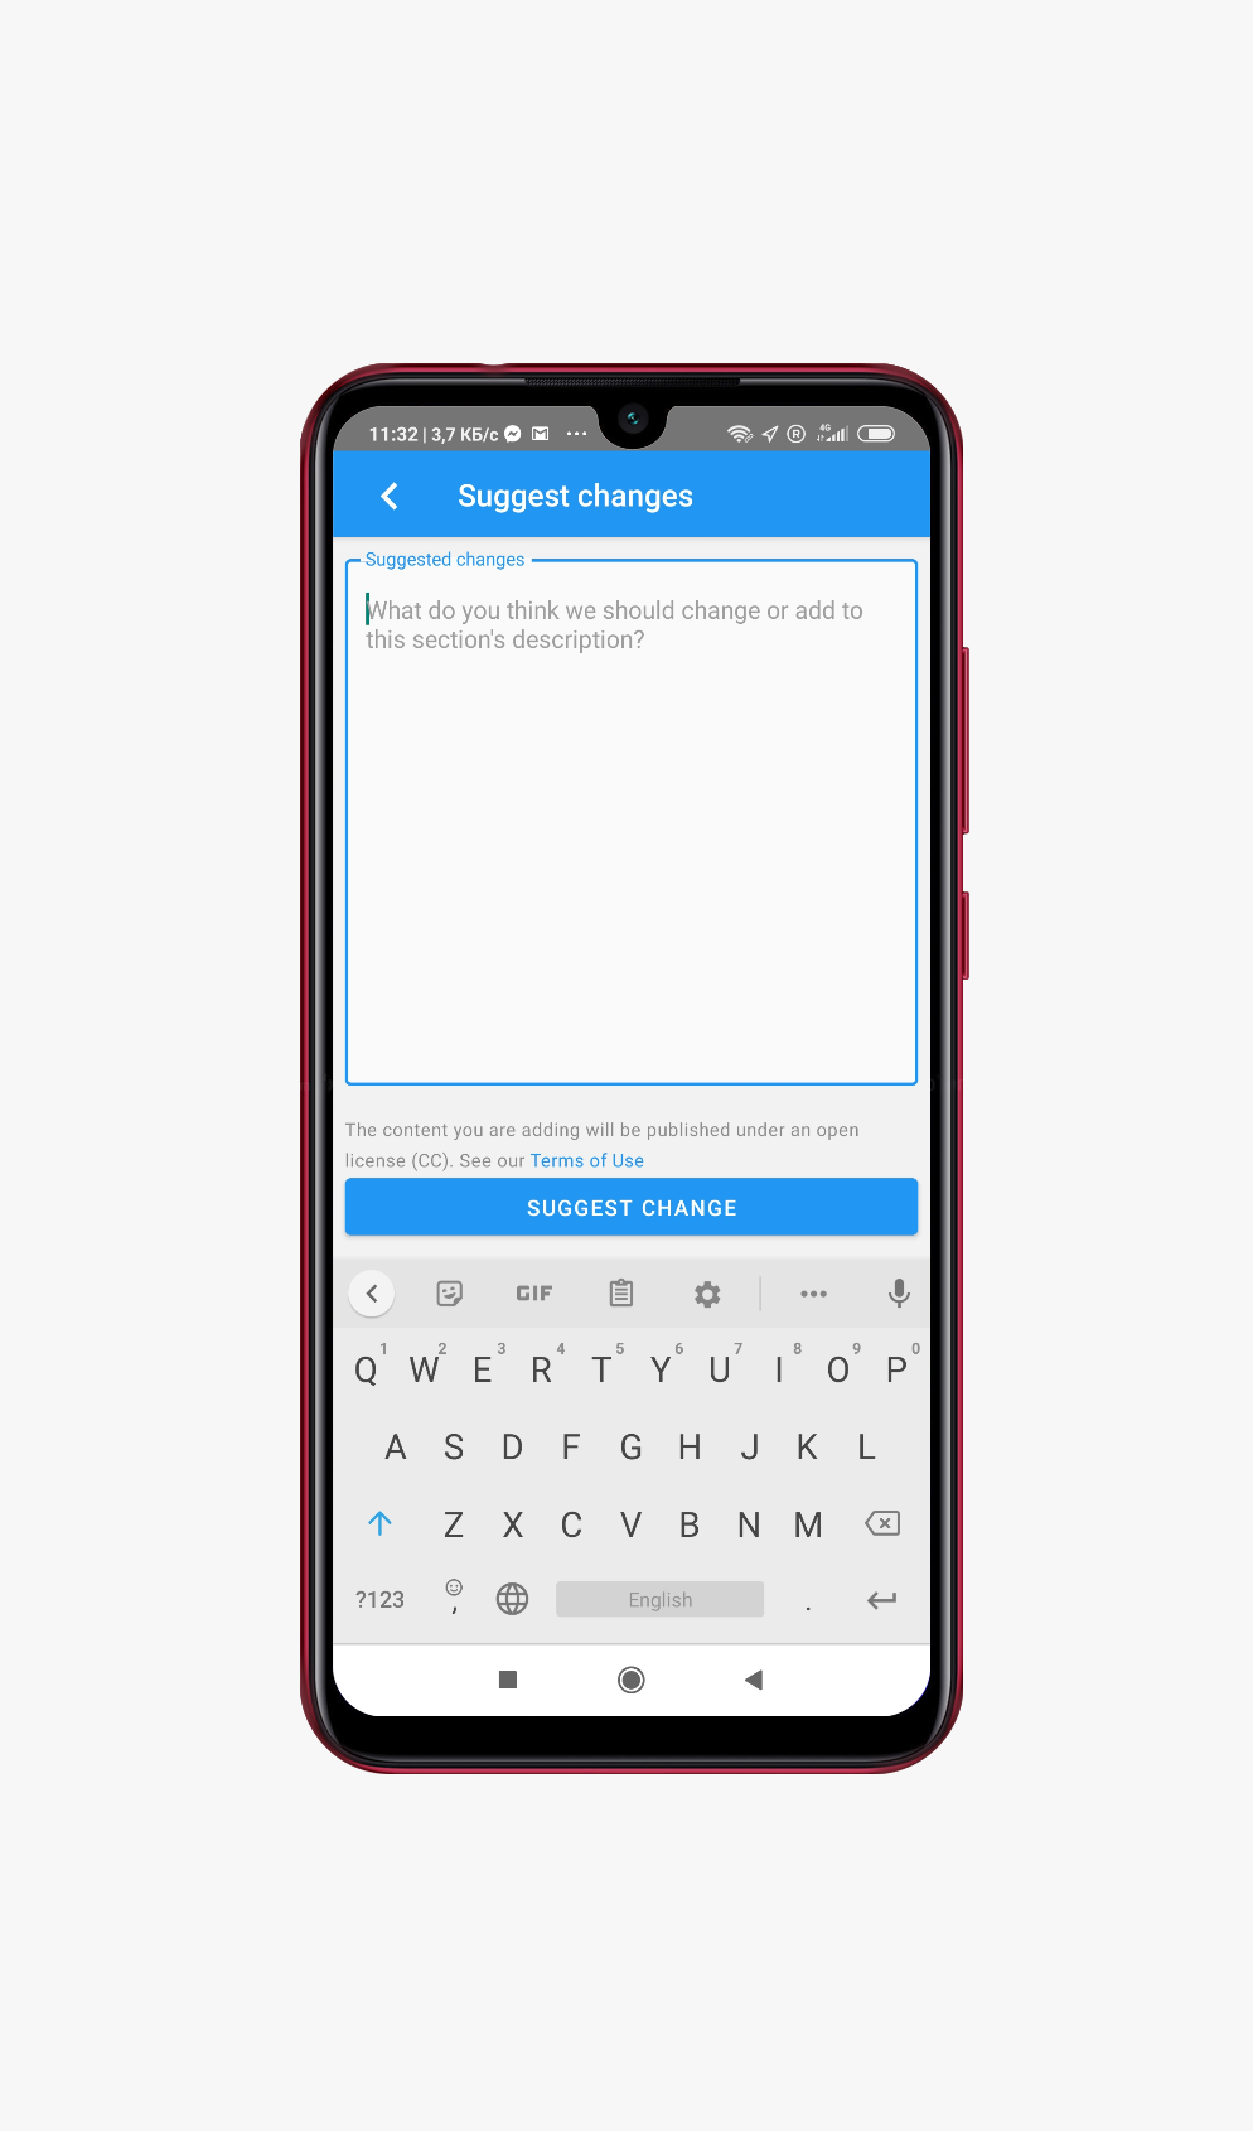 11:32 | 3,7 КБ/с ... 4G
Suggest changes
Suggested changes
What do you think we should change or add to
this section's description?
The content you are adding will be published under an open
license (CC). See our Terms of Use
SUGGEST CHANGE
GIF
1 2 3 4 5 6 7 8 9 0
Q W E R T Y U I O P
A S D F G H J K L
Z X C V B N M
?123 , English .